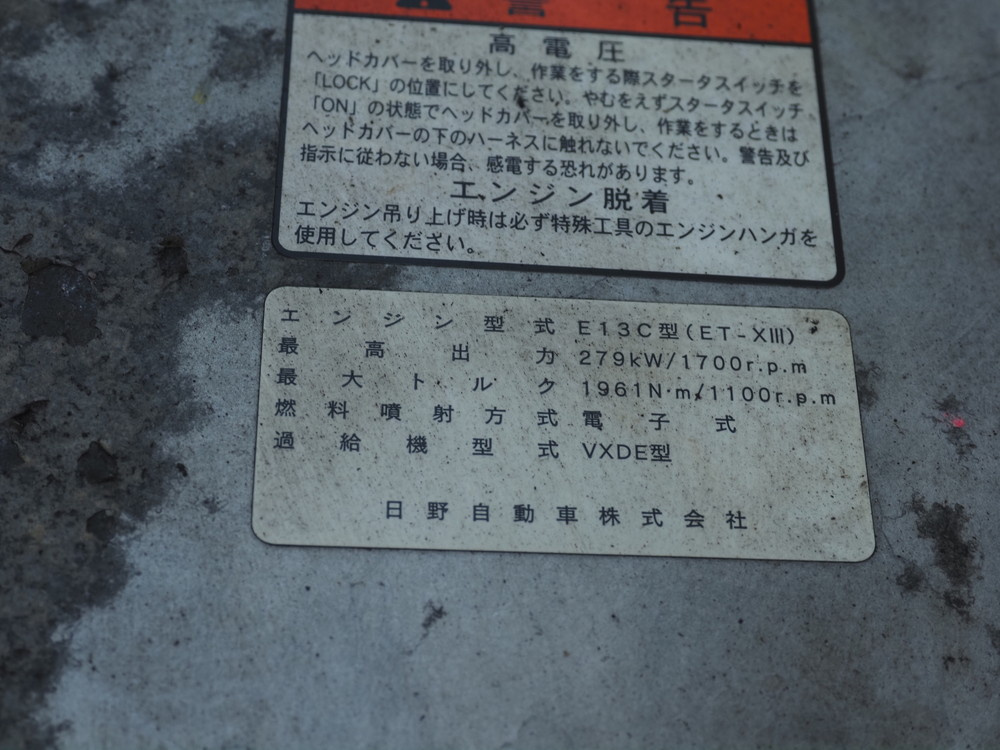 警告
高電圧
ヘッドカバーを取り外し、作業をする際スタータスイッチを
「LOCK」の位置にしてください。やむをえずスタータスイッチ
「ON」の状態でヘッドカバーを取り外し、作業をするときは
ヘッドカバーの下のハーネスに触れないでください。警告及び
指示に従わない場合、感電する恐れがあります。
エンジン脱着
エンジン吊り上げ時は必ず特殊工具のエンジンハンガを
使用してください。
エンジン型式 E13C型(ET-XIII)
最高出力 279kW/1700r.p.m
最大トルク 1961N·m/1100r.p.m
燃料噴射方式 電子式
過給機型式 VXDE型
日野自動車株式会社